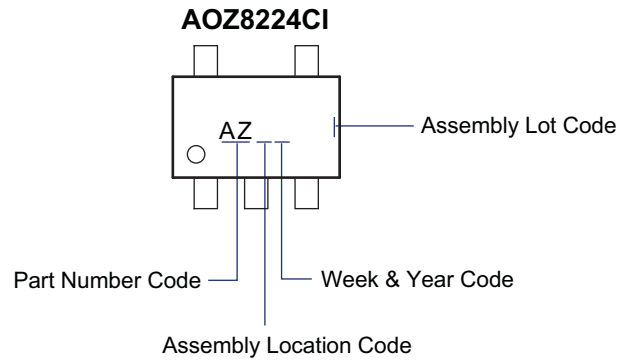 AOZ8224CI
Assembly Lot Code
AZ
Part Number Code
Week & Year Code
Assembly Location Code